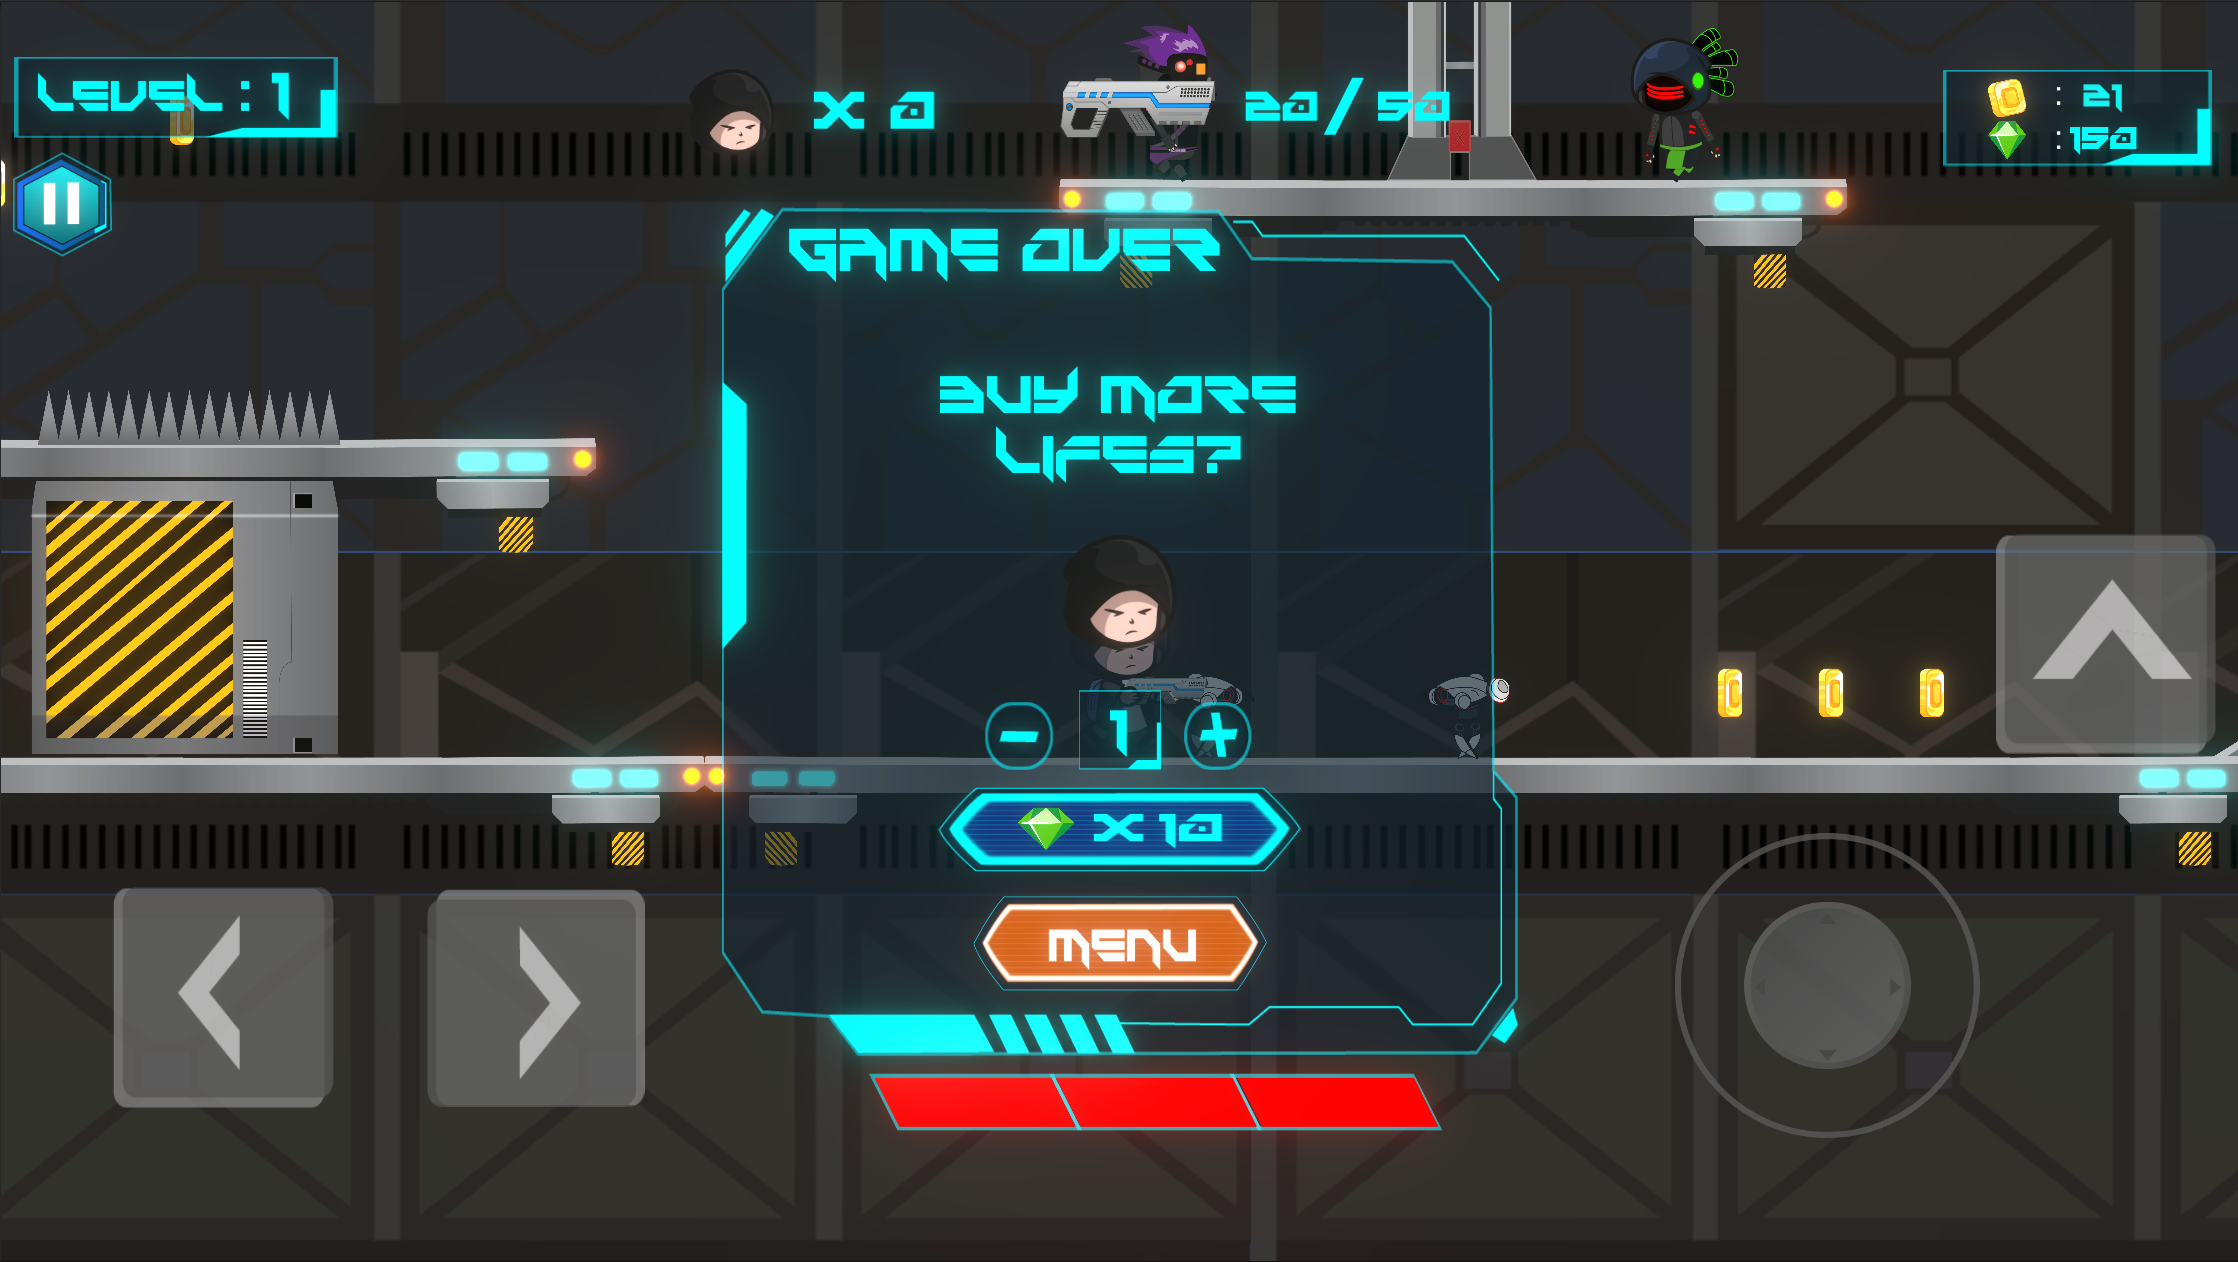 LEVEL : 1
X 0
20/50
: 21
: 150
GAME OVER
BUY MORE
LIFES?
- 1 +
X 10
MENU